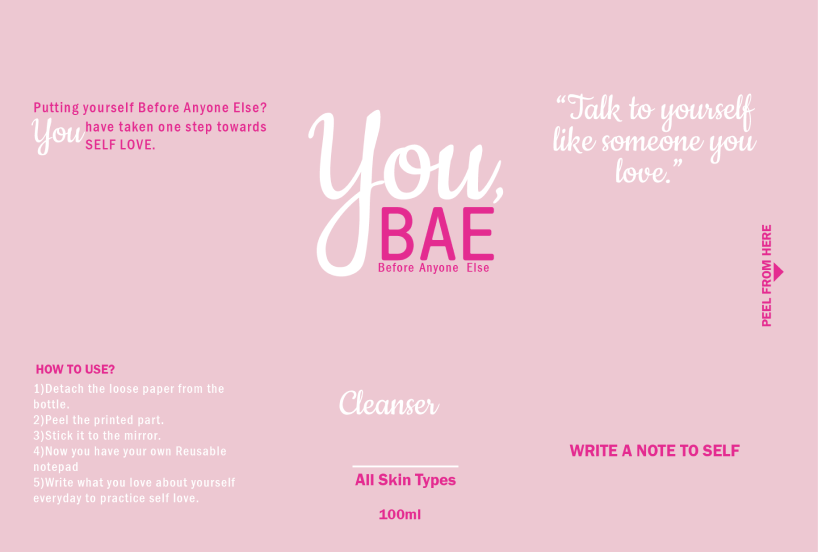 Putting yourself Before Anyone Else?
You have taken one step towards
SELF LOVE.
HOW TO USE?
1)Detach the loose paper from the
bottle.
2)Peel the printed part.
3)Stick it to the mirror.
4)Now you have your own Reusable
notepad
5)Write what you love about yourself
everyday to practice self love.
You,
BAE
Before Anyone Else
Cleanser
All Skin Types
100ml
“Talk to yourself
like someone you
love.”
PEEL FROM HERE
WRITE A NOTE TO SELF